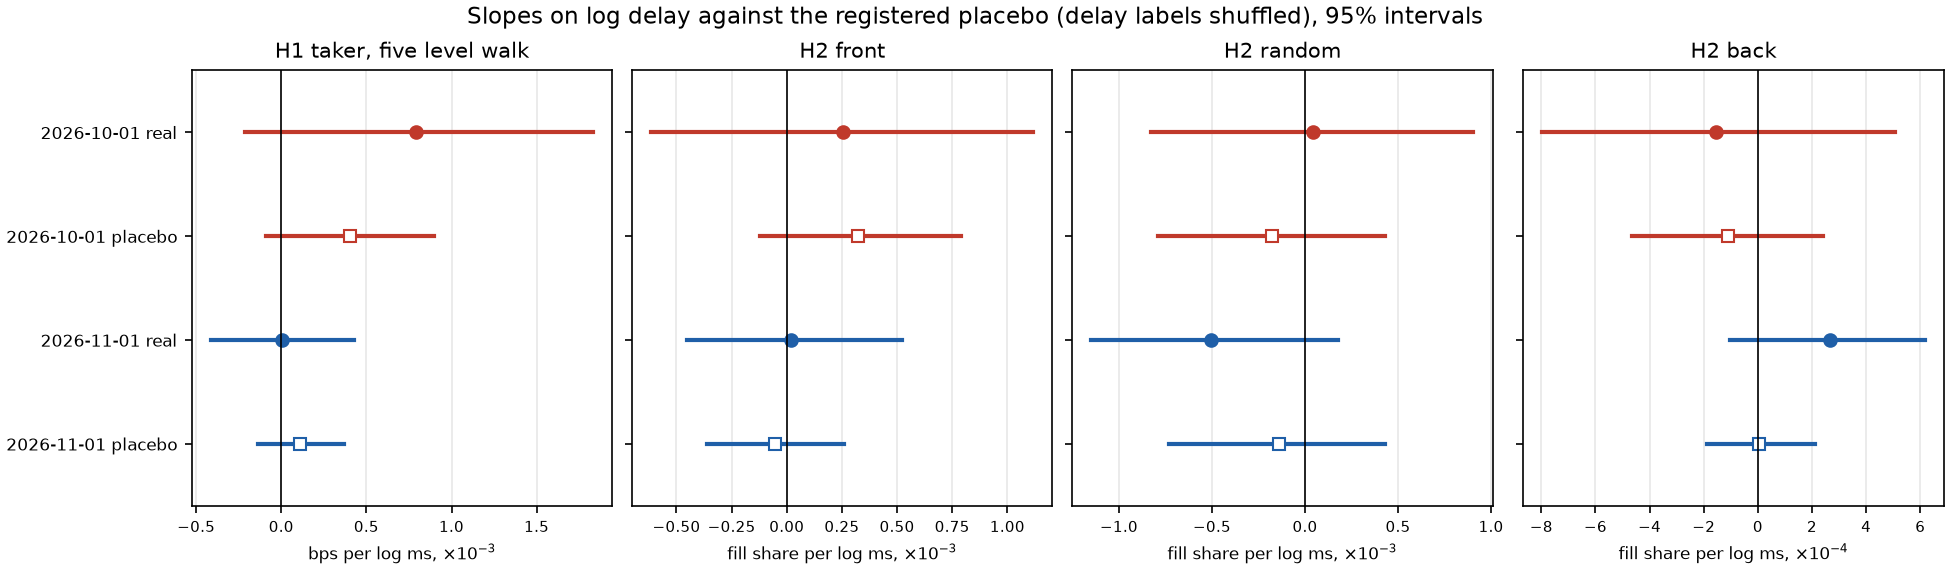 Slopes on log delay against the registered placebo (delay labels shuffled), 95% intervals
H1 taker, five level walk
H2 front
H2 random
H2 back
2026-10-01 real
2026-10-01 placebo
2026-11-01 real
2026-11-01 placebo
−0.5 0.0 0.5 1.0 1.5
−0.50 −0.25 0.00 0.25 0.50 0.75 1.00
−1.0 −0.5 0.0 0.5 1.0
−8 −6 −4 −2 0 2 4 6
bps per log ms, ×10⁻³
fill share per log ms, ×10⁻³
fill share per log ms, ×10⁻³
fill share per log ms, ×10⁻⁴